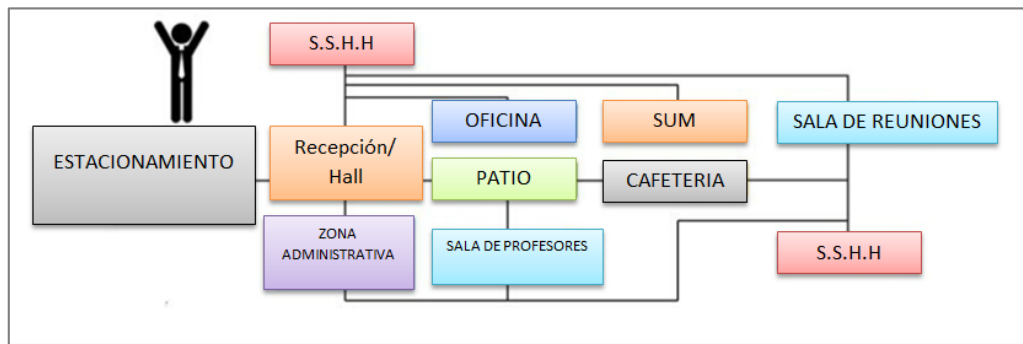 S.S.H.H
OFICINA
SUM
SALA DE REUNIONES
ESTACIONAMIENTO
Recepción/
Hall
PATIO
CAFETERIA
ZONA
ADMINISTRATIVA
SALA DE PROFESORES
S.S.H.H